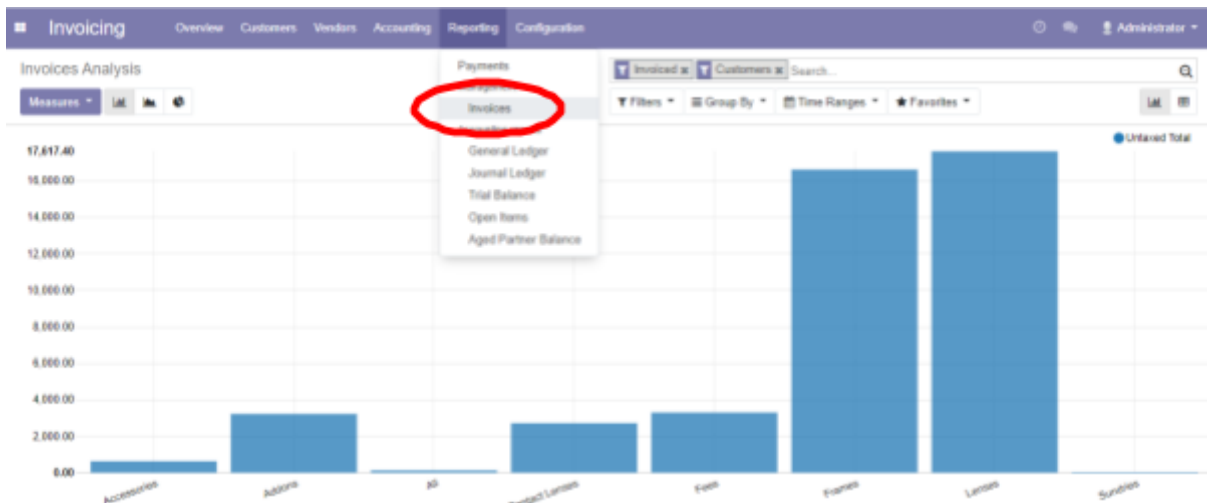 Invoicing Overview Customers Vendors Accounting Reporting Configuration Administrator
Invoices Analysis
Invoiced x Customers x Search...
Measures
Filters Group By Time Ranges Favorites
Payments
Invoices
General Ledger
Journal Ledger
Trial Balance
Open Items
Aged Partner Balance
Untaxed Total
17,617.40
16,000.00
14,000.00
12,000.00
10,000.00
8,000.00
6,000.00
4,000.00
2,000.00
0.00
Accessories Addons All Contact Lenses Fees Frames Lenses Sundries